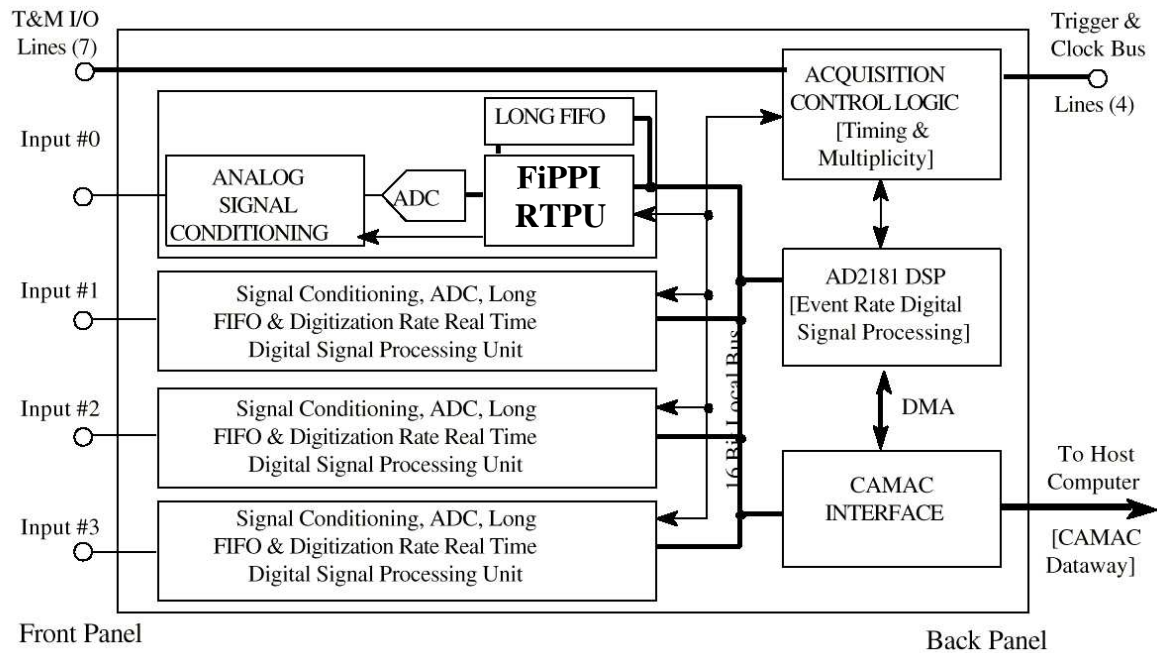 T&M I/O
Lines (7)
Trigger &
Clock Bus
Lines (4)
ACQUISITION
CONTROL LOGIC
[Timing &
Multiplicity]
Input #0
LONG FIFO
ANALOG
SIGNAL
CONDITIONING
ADC
FiPPI
RTPU
Input #1
Signal Conditioning, ADC, Long
FIFO & Digitization Rate Real Time
Digital Signal Processing Unit
AD2181 DSP
[Event Rate Digital
Signal Processing]
16 Bit Local Bus
Input #2
Signal Conditioning, ADC, Long
FIFO & Digitization Rate Real Time
Digital Signal Processing Unit
DMA
Input #3
Signal Conditioning, ADC, Long
FIFO & Digitization Rate Real Time
Digital Signal Processing Unit
CAMAC
INTERFACE
To Host
Computer
[CAMAC
Dataway]
Front Panel
Back Panel